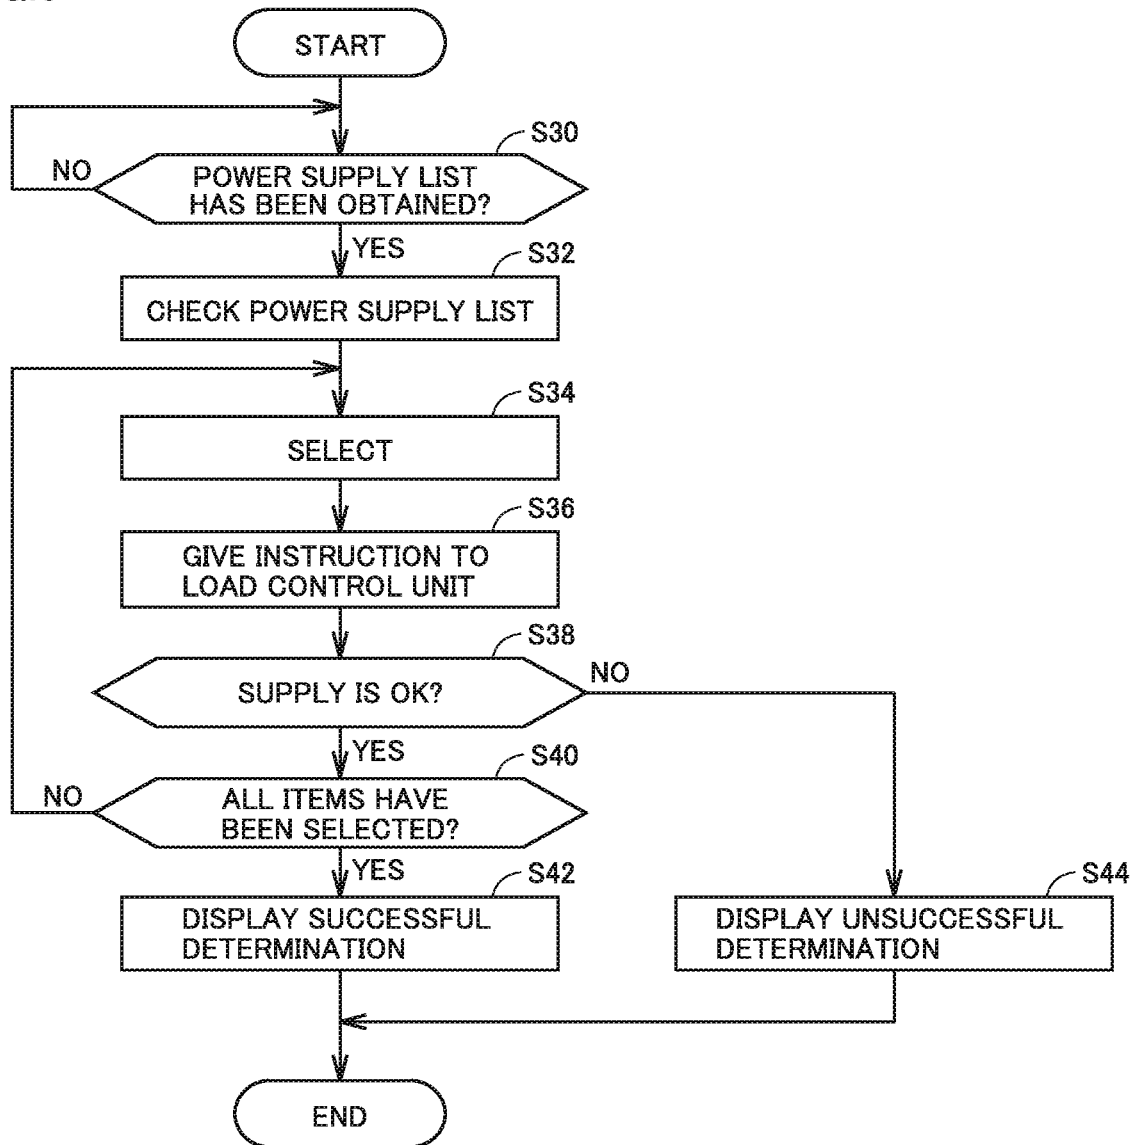 START
S30
NO
POWER SUPPLY LIST
HAS BEEN OBTAINED?
YES
S32
CHECK POWER SUPPLY LIST
S34
SELECT
S36
GIVE INSTRUCTION TO
LOAD CONTROL UNIT
S38
SUPPLY IS OK?
NO
YES
S40
NO
ALL ITEMS HAVE
BEEN SELECTED?
YES
S42
DISPLAY SUCCESSFUL
DETERMINATION
S44
DISPLAY UNSUCCESSFUL
DETERMINATION
END